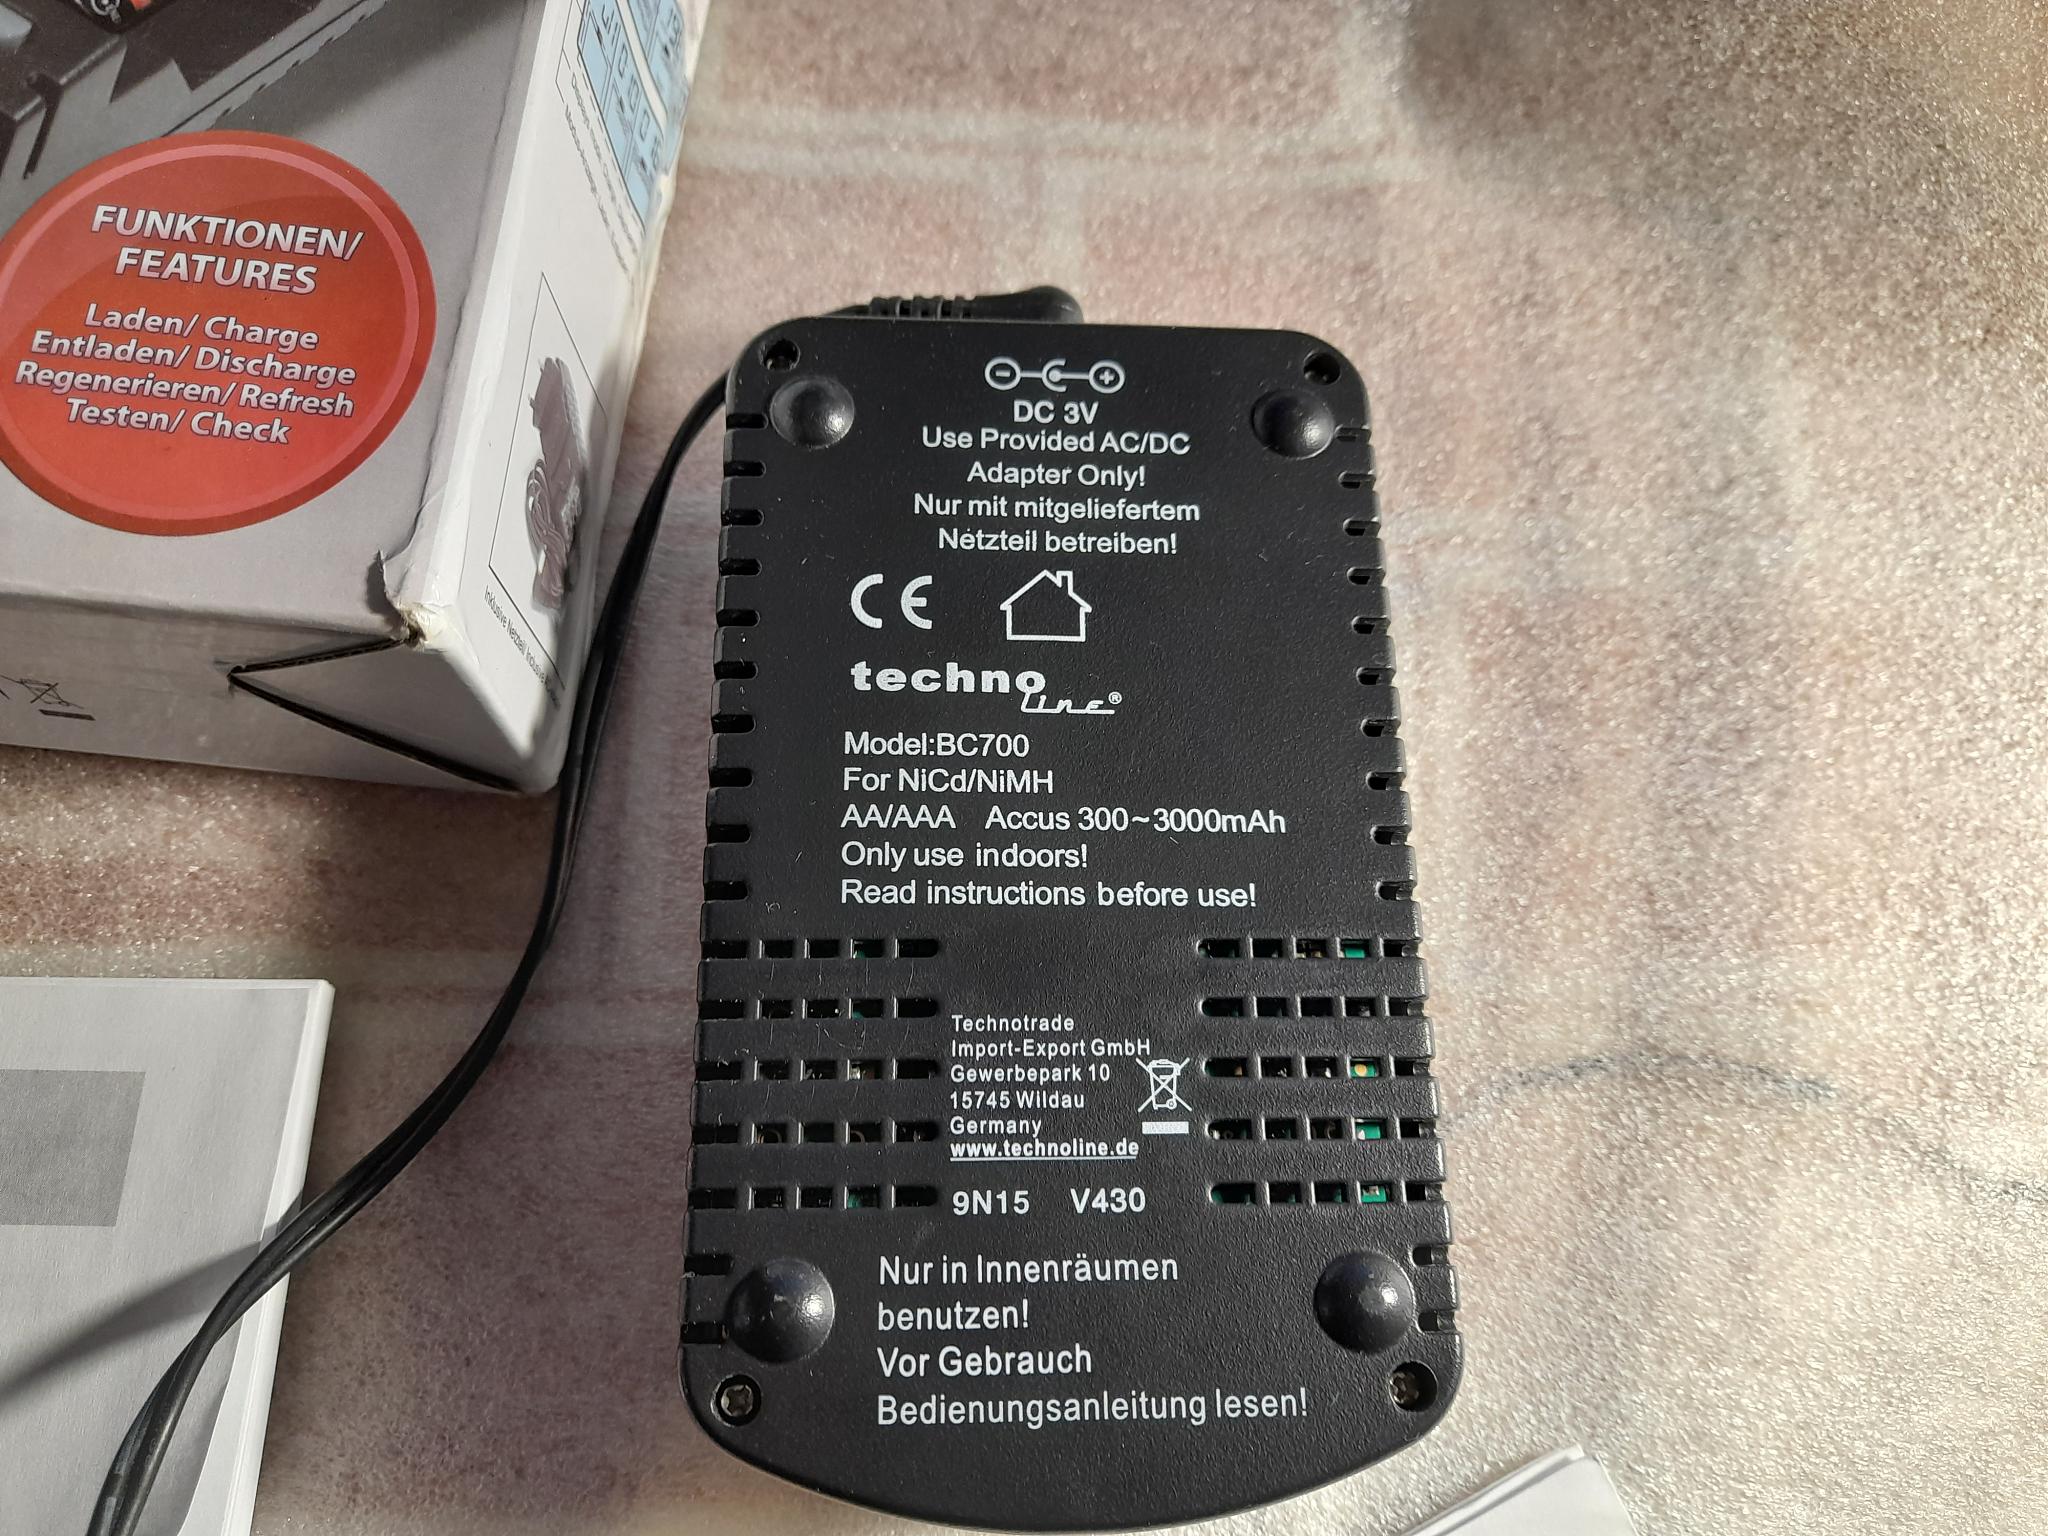 FUNKTIONEN/
FEATURES
Laden/ Charge
Entladen/ Discharge
Regenerieren/ Refresh
Testen/ Check
Inklusive Netzteil/
DC 3V
Use Provided AC/DC
Adapter Only!
Nur mit mitgeliefertem
Netzteil betreiben!
CE
techno
line®
Model:BC700
For NiCd/NiMH
AA/AAA Accus 300~3000mAh
Only use indoors!
Read instructions before use!
Technotrade
Import-Export GmbH
Gewerbepark 10
15745 Wildau
Germany
www.technoline.de
9N15 V430
Nur in Innenräumen
benutzen!
Vor Gebrauch
Bedienungsanleitung lesen!